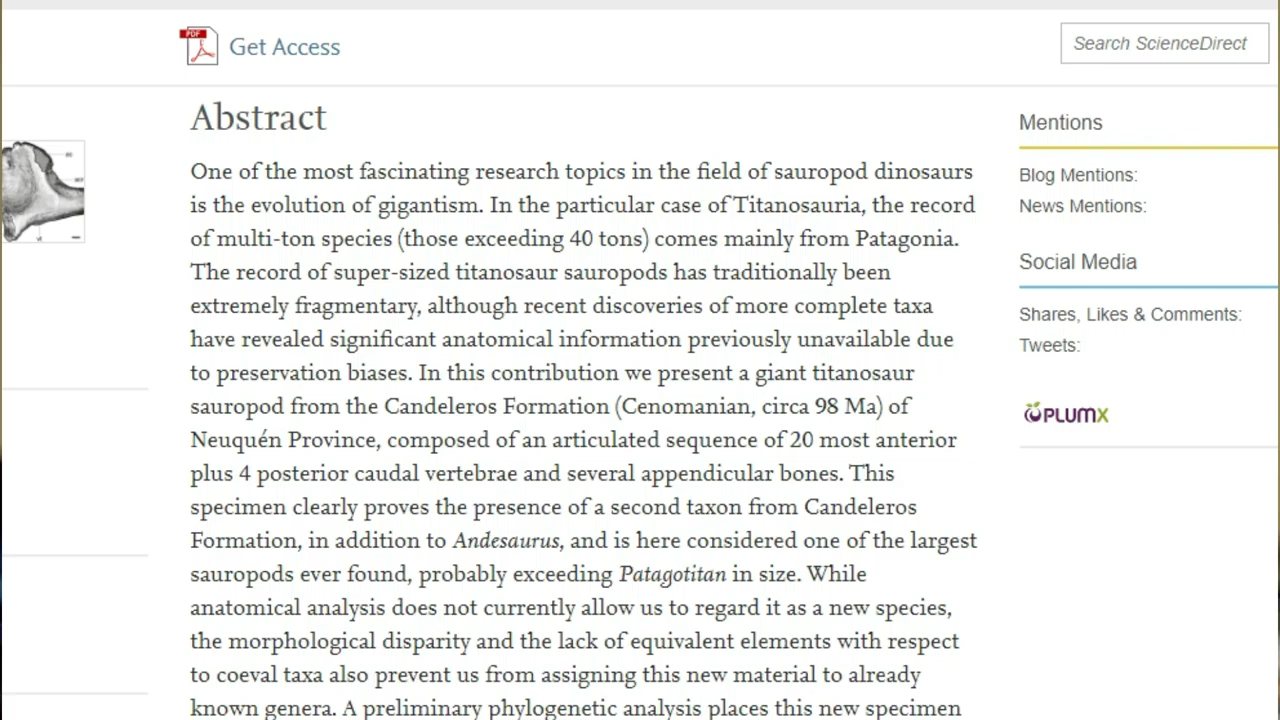 PDF
Get Access
Search ScienceDirect
Abstract
One of the most fascinating research topics in the field of sauropod dinosaurs
is the evolution of gigantism. In the particular case of Titanosauria, the record
of multi-ton species (those exceeding 40 tons) comes mainly from Patagonia.
The record of super-sized titanosaur sauropods has traditionally been
extremely fragmentary, although recent discoveries of more complete taxa
have revealed significant anatomical information previously unavailable due
to preservation biases. In this contribution we present a giant titanosaur
sauropod from the Candeleros Formation (Cenomanian, circa 98 Ma) of
Neuquén Province, composed of an articulated sequence of 20 most anterior
plus 4 posterior caudal vertebrae and several appendicular bones. This
specimen clearly proves the presence of a second taxon from Candeleros
Formation, in addition to Andesaurus, and is here considered one of the largest
sauropods ever found, probably exceeding Patagotitan in size. While
anatomical analysis does not currently allow us to regard it as a new species,
the morphological disparity and the lack of equivalent elements with respect
to coeval taxa also prevent us from assigning this new material to already
known genera. A preliminary phylogenetic analysis places this new specimen
Mentions
Blog Mentions:
News Mentions:
Social Media
Shares, Likes & Comments:
Tweets:
PLUMX